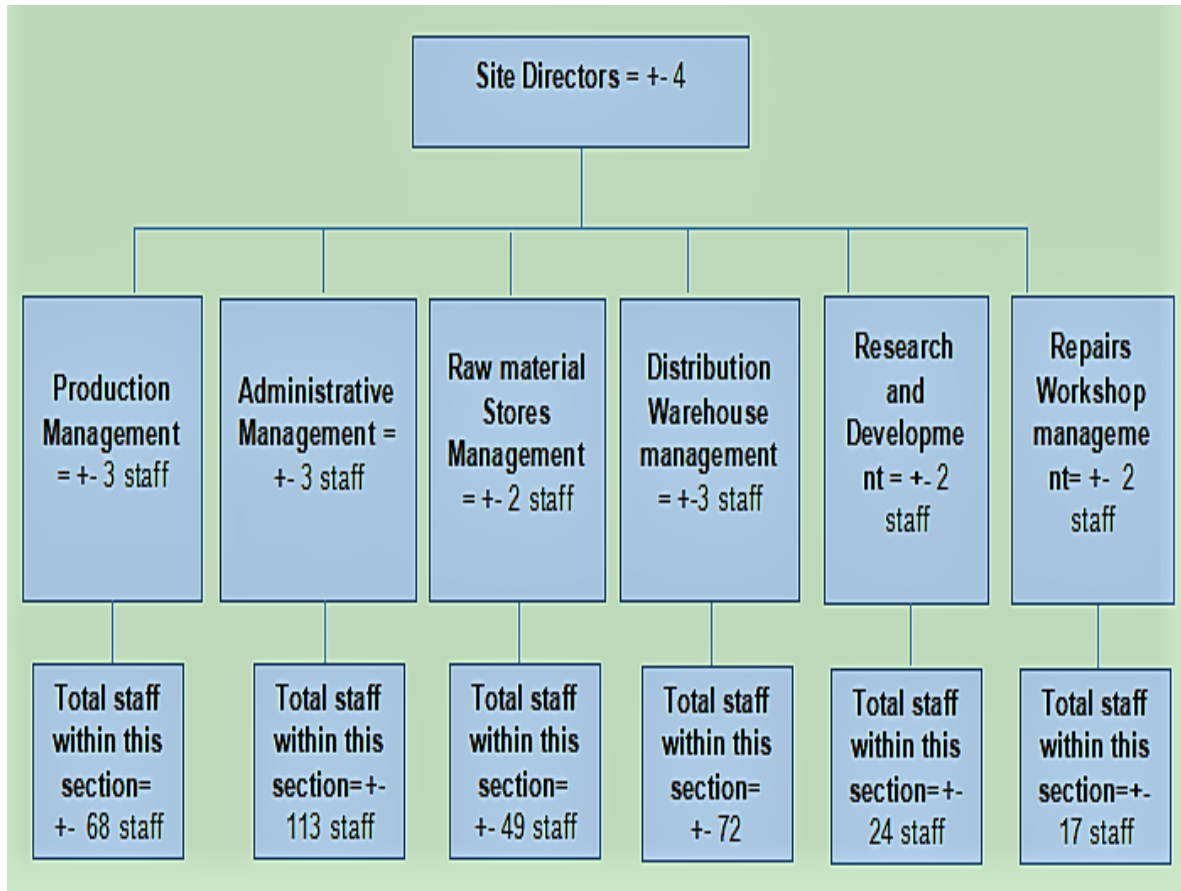 Site Directors = +- 4
Production
Management
= +- 3 staff
Administrative
Management =
+- 3 staff
Raw material
Stores
Management
= +- 2 staff
Distribution
Warehouse
management
= +-3 staff
Research
and
Developme
nt = +- 2
staff
Repairs
Workshop
manageme
nt= +- 2
staff
Total staff
within this
section=
+- 68 staff
Total staff
within this
section=+-
113 staff
Total staff
within this
section=
+- 49 staff
Total staff
within this
section=
+- 72
Total staff
within this
section=+-
24 staff
Total staff
within this
section=+-
17 staff